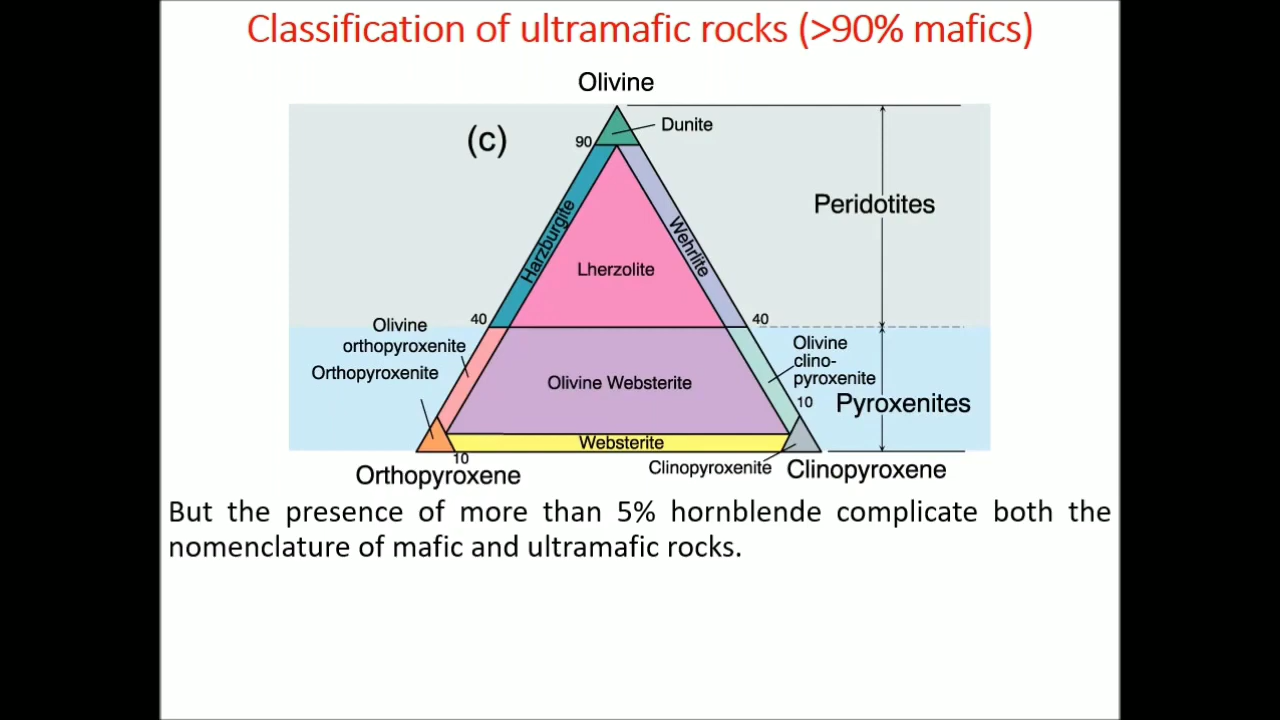 Classification of ultramafic rocks (>90% mafics)
Olivine
(c)
Dunite
90
Peridotites
Harzburgite
Wehrlite
Lherzolite
40
40
Olivine
orthopyroxenite
Orthopyroxenite
Olivine
clino-
pyroxenite
Olivine Websterite
10
Pyroxenites
Websterite
10
Clinopyroxenite
Orthopyroxene
Clinopyroxene
But the presence of more than 5% hornblende complicate both the
nomenclature of mafic and ultramafic rocks.